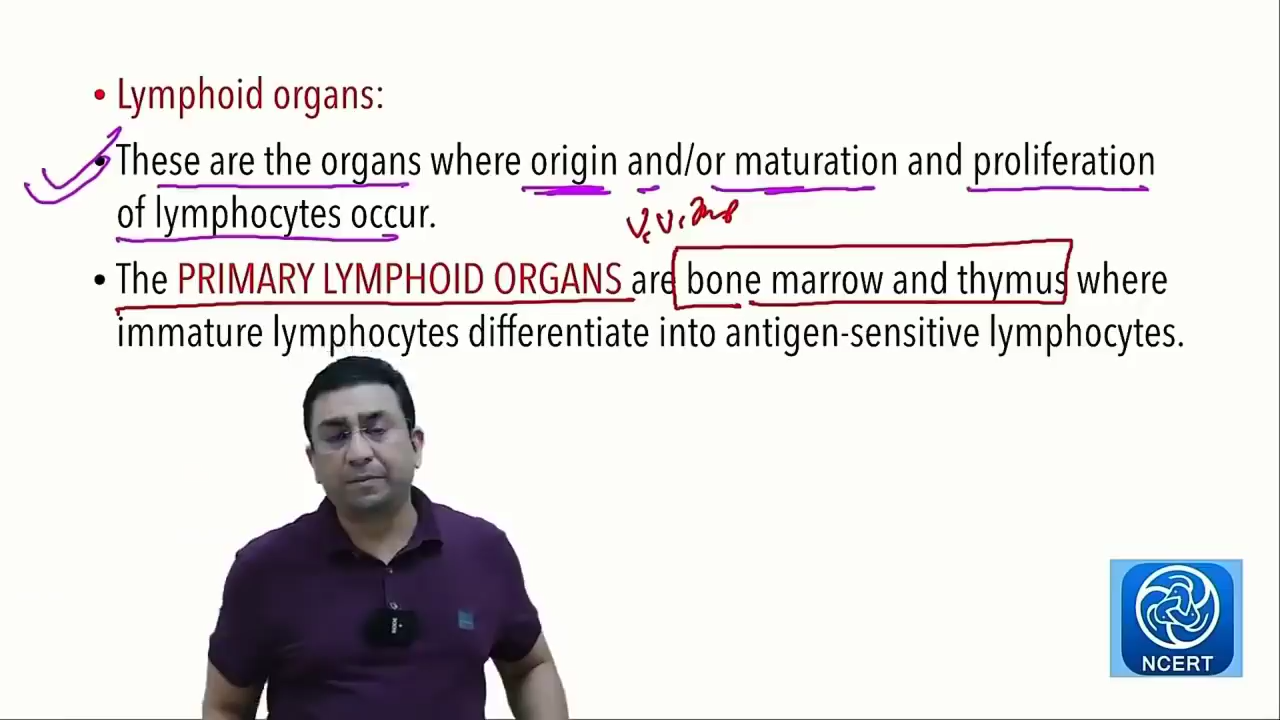 • Lymphoid organs:
• These are the organs where origin and/or maturation and proliferation
of lymphocytes occur.
V. V. Imp
• The PRIMARY LYMPHOID ORGANS are bone marrow and thymus where
immature lymphocytes differentiate into antigen-sensitive lymphocytes.
NCERT